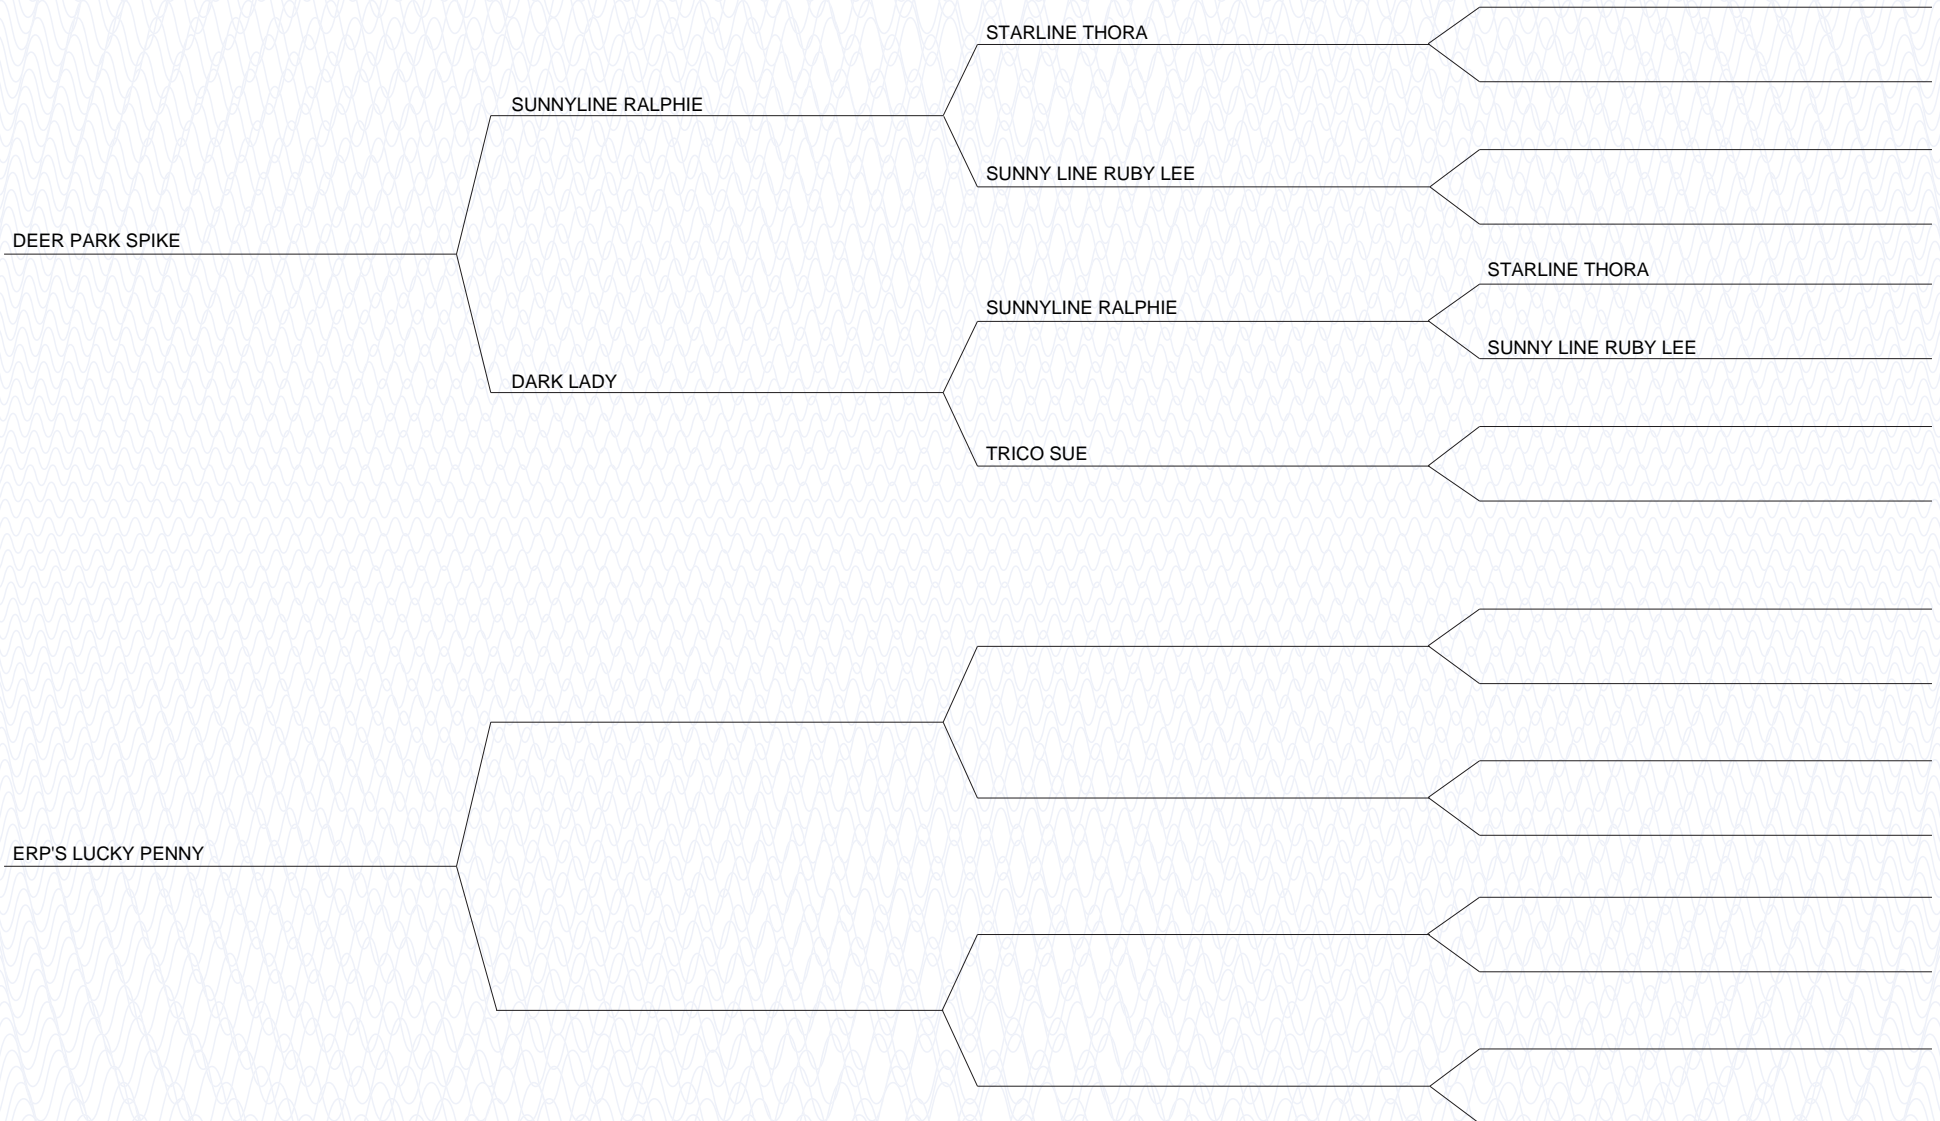 STARLINE THORA
SUNNYLINE RALPHIE
SUNNY LINE RUBY LEE
DEER PARK SPIKE
STARLINE THORA
SUNNYLINE RALPHIE
SUNNY LINE RUBY LEE
DARK LADY
TRICO SUE
ERP'S LUCKY PENNY